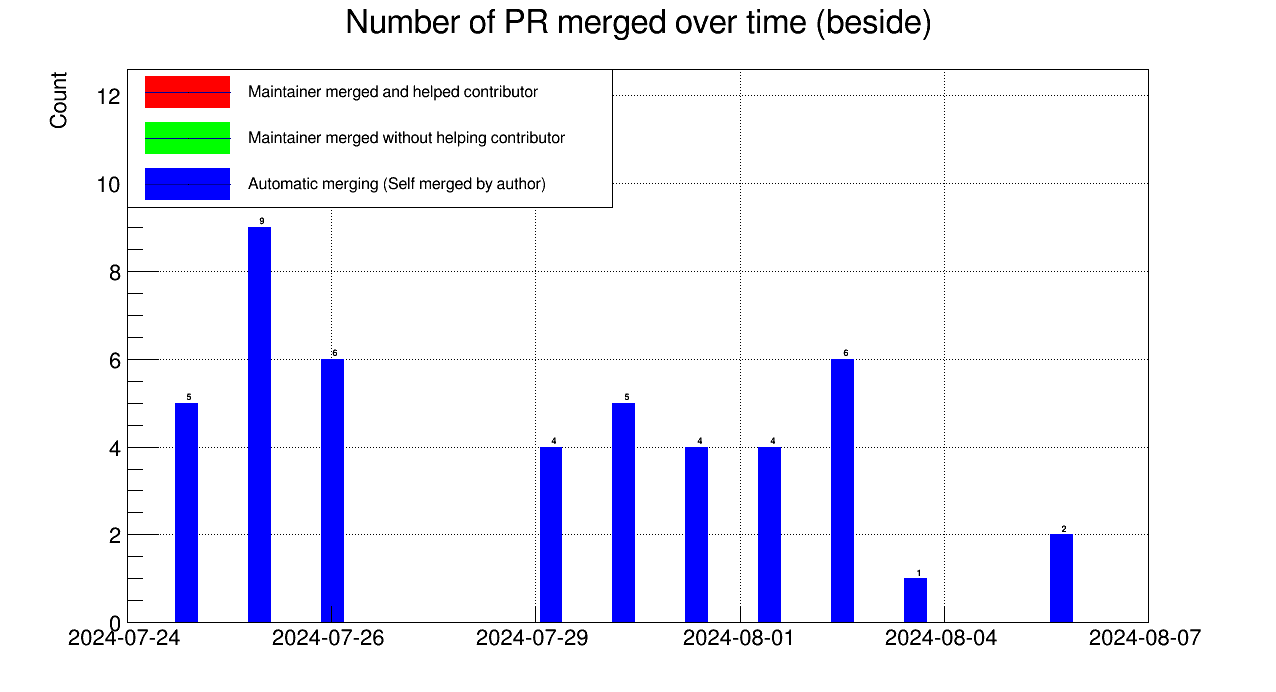 Number of PR merged over time (beside)
Count
Maintainer merged and helped contributor
Maintainer merged without helping contributor
Automatic merging (Self merged by author)
12
10
8
6
4
2
0
9
5
6
4
5
4
4
6
1
2
2024-07-24 2024-07-26 2024-07-29 2024-08-01 2024-08-04 2024-08-07